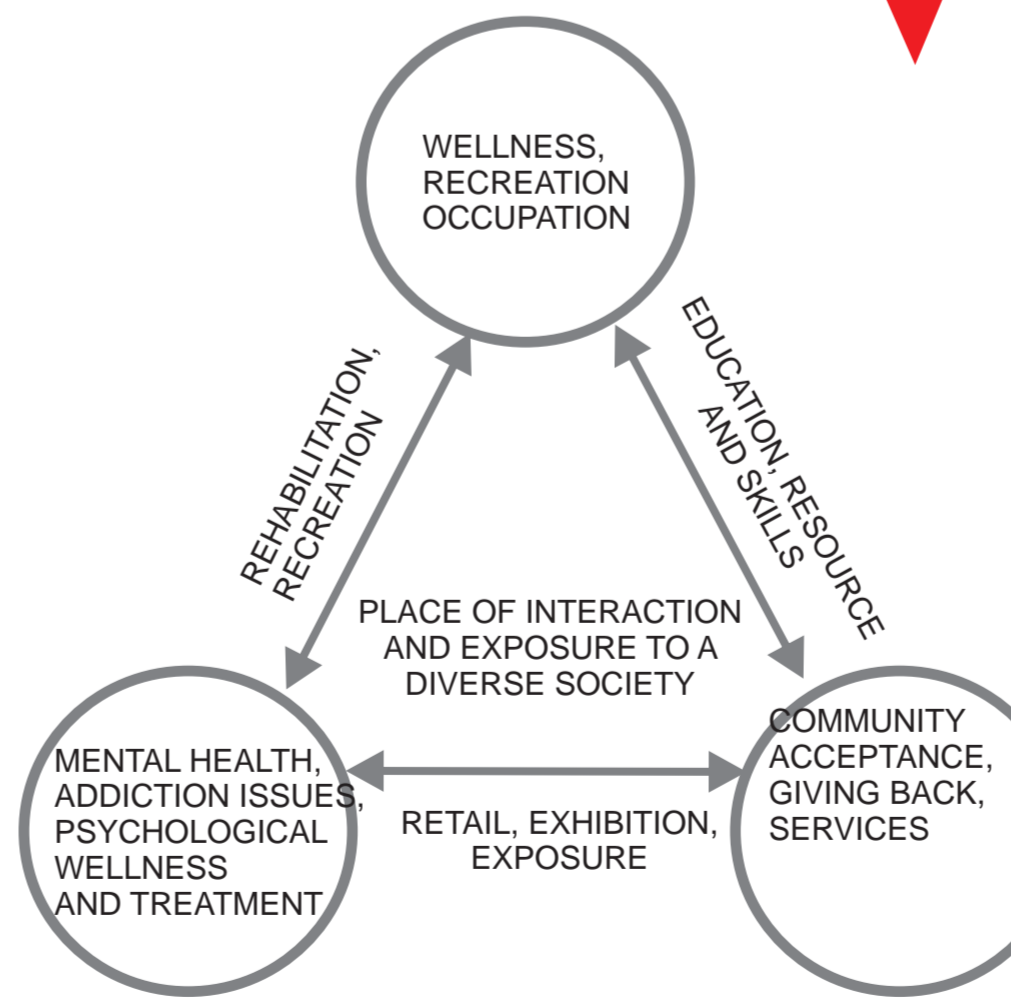 WELLNESS,
RECREATION
OCCUPATION
REHABILITATION,
RECREATION
EDUCATION, RESOURCE
AND SKILLS
PLACE OF INTERACTION
AND EXPOSURE TO A
DIVERSE SOCIETY
MENTAL HEALTH,
ADDICTION ISSUES,
PSYCHOLOGICAL
WELLNESS
AND TREATMENT
RETAIL, EXHIBITION,
EXPOSURE
COMMUNITY
ACCEPTANCE,
GIVING BACK,
SERVICES